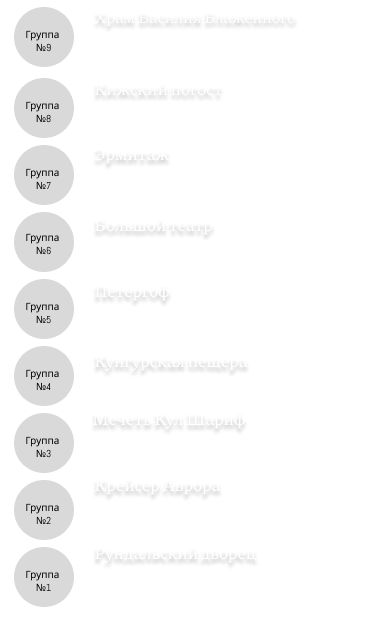 Храм Василия Блаженного
Группа
№9
Кижский погост
Группа
№8
Эрмитаж
Группа
№7
Большой театр
Группа
№6
Петергоф
Группа
№5
Кунгурская пещера
Группа
№4
Мечеть Кул Шариф
Группа
№3
Крейсер Аврора
Группа
№2
Рундальский дворец
Группа
№1